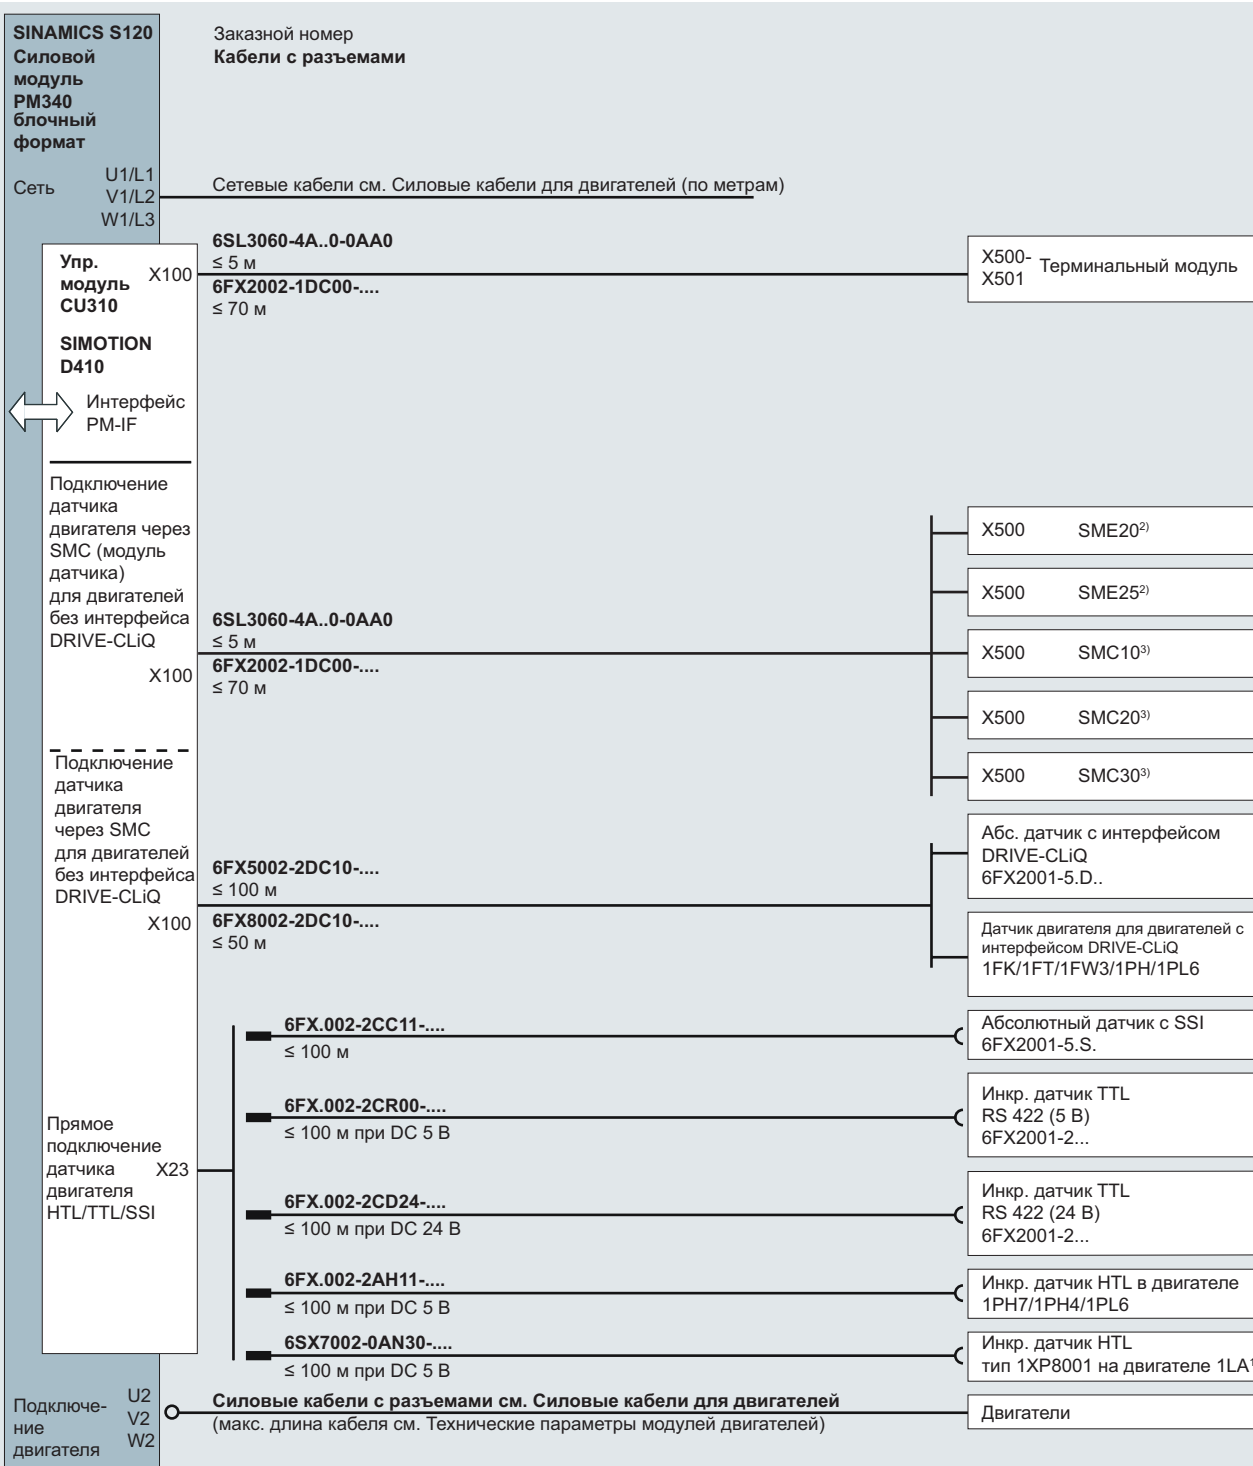 SINAMICS S120
Силовой
модуль
PM340
блочный
формат
Заказной номер
Кабели с разъемами
Сеть
U1/L1
V1/L2
W1/L3
Сетевые кабели см. Силовые кабели для двигателей (по метрам)
Упр.
модуль
CU310
X100
SIMOTION
D410
Интерфейс
PM-IF
6SL3060-4A..0-0AA0
≤ 5 м
6FX2002-1DC00-....
≤ 70 м
X500-
X501
Терминальный модуль
Подключение
датчика
двигателя через
SMC (модуль
датчика)
для двигателей
без интерфейса
DRIVE-CLiQ
X100
6SL3060-4A..0-0AA0
≤ 5 м
6FX2002-1DC00-....
≤ 70 м
X500 SME20²⁾
X500 SME25²⁾
X500 SMC10³⁾
X500 SMC20³⁾
X500 SMC30³⁾
Подключение
датчика
двигателя
через SMC
для двигателей
без интерфейса
DRIVE-CLiQ
X100
6FX5002-2DC10-....
≤ 100 м
6FX8002-2DC10-....
≤ 50 м
Абс. датчик с интерфейсом
DRIVE-CLiQ
6FX2001-5.D..
Датчик двигателя для двигателей с
интерфейсом DRIVE-CLiQ
1FK/1FT/1FW3/1PH/1PL6
Прямое
подключение
датчика
двигателя
HTL/TTL/SSI
X23
6FX.002-2CC11-....
≤ 100 м
Абсолютный датчик с SSI
6FX2001-5.S.
6FX.002-2CR00-....
≤ 100 м при DC 5 В
Инкр. датчик TTL
RS 422 (5 В)
6FX2001-2...
6FX.002-2CD24-....
≤ 100 м при DC 24 В
Инкр. датчик TTL
RS 422 (24 В)
6FX2001-2...
6FX.002-2AH11-....
≤ 100 м при DC 5 В
Инкр. датчик HTL в двигателе
1PH7/1PH4/1PL6
6SX7002-0AN30-....
≤ 100 м при DC 5 В
Инкр. датчик HTL
тип 1XP8001 на двигателе 1LA¹
Подключе-
ние
двигателя
U2
V2
W2
Силовые кабели с разъемами см. Силовые кабели для двигателей
(макс. длина кабеля см. Технические параметры модулей двигателей)
Двигатели